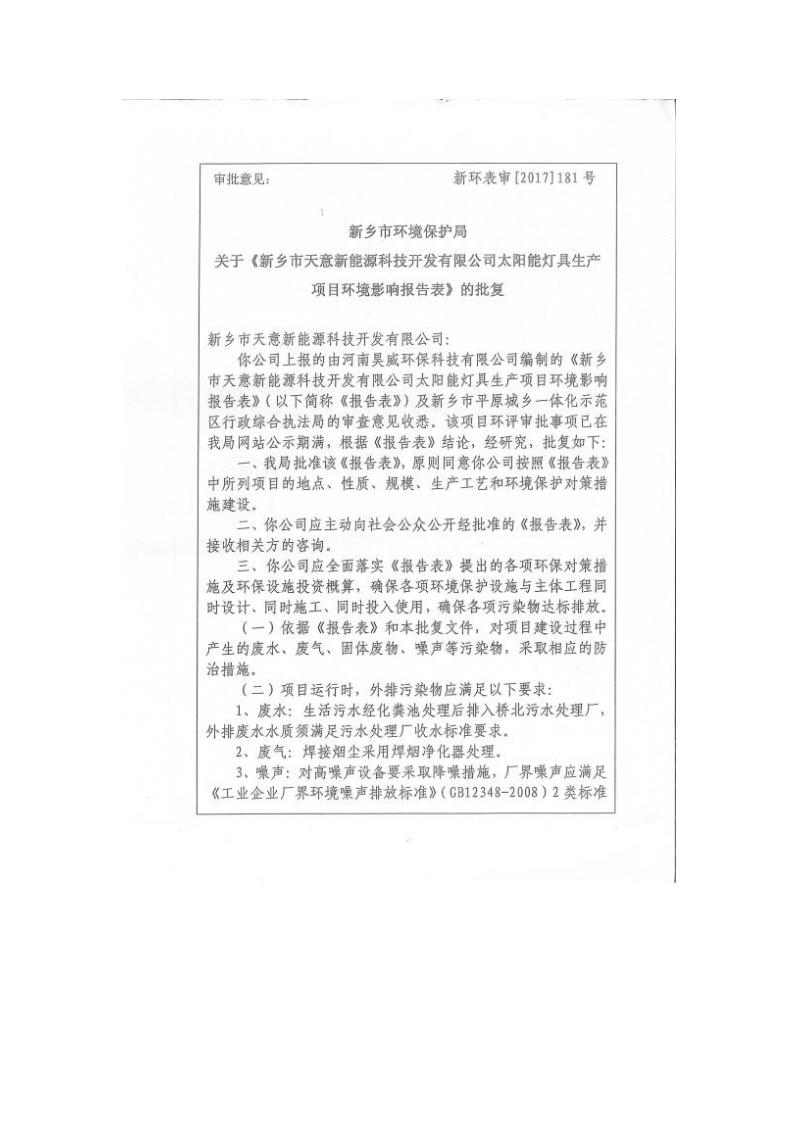 审批意见： 新环表审[2017]181号
新乡市环境保护局
关于《新乡市天意新能源科技开发有限公司太阳能灯具生产
项目环境影响报告表》的批复
新乡市天意新能源科技开发有限公司：
你公司上报的由河南昊威环保科技有限公司编制的《新乡
市天意新能源科技开发有限公司太阳能灯具生产项目环境影响
报告表》（以下简称《报告表》）及新乡市平原城乡一体化示范
区行政综合执法局的审查意见收悉。该项目环评审批事项已在
我局网站公示期满，根据《报告表》结论，经研究，批复如下：
一、我局批准该《报告表》，原则同意你公司按照《报告表》
中所列项目的地点、性质、规模、生产工艺和环境保护对策措
施建设。
二、你公司应主动向社会公众公开经批准的《报告表》，并
接收相关方的咨询。
三、你公司应全面落实《报告表》提出的各项环保对策措
施及环保设施投资概算，确保各项环境保护设施与主体工程同
时设计、同时施工、同时投入使用，确保各项污染物达标排放。
（一）依据《报告表》和本批复文件，对项目建设过程中
产生的废水、废气、固体废物、噪声等污染物，采取相应的防
治措施。
（二）项目运行时，外排污染物应满足以下要求：
1、废水：生活污水经化粪池处理后排入桥北污水处理厂，
外排废水水质须满足污水处理厂收水标准要求。
2、废气：焊接烟尘采用焊烟净化器处理。
3、噪声：对高噪声设备要采取降噪措施，厂界噪声应满足
《工业企业厂界环境噪声排放标准》（GB12348-2008）2类标准